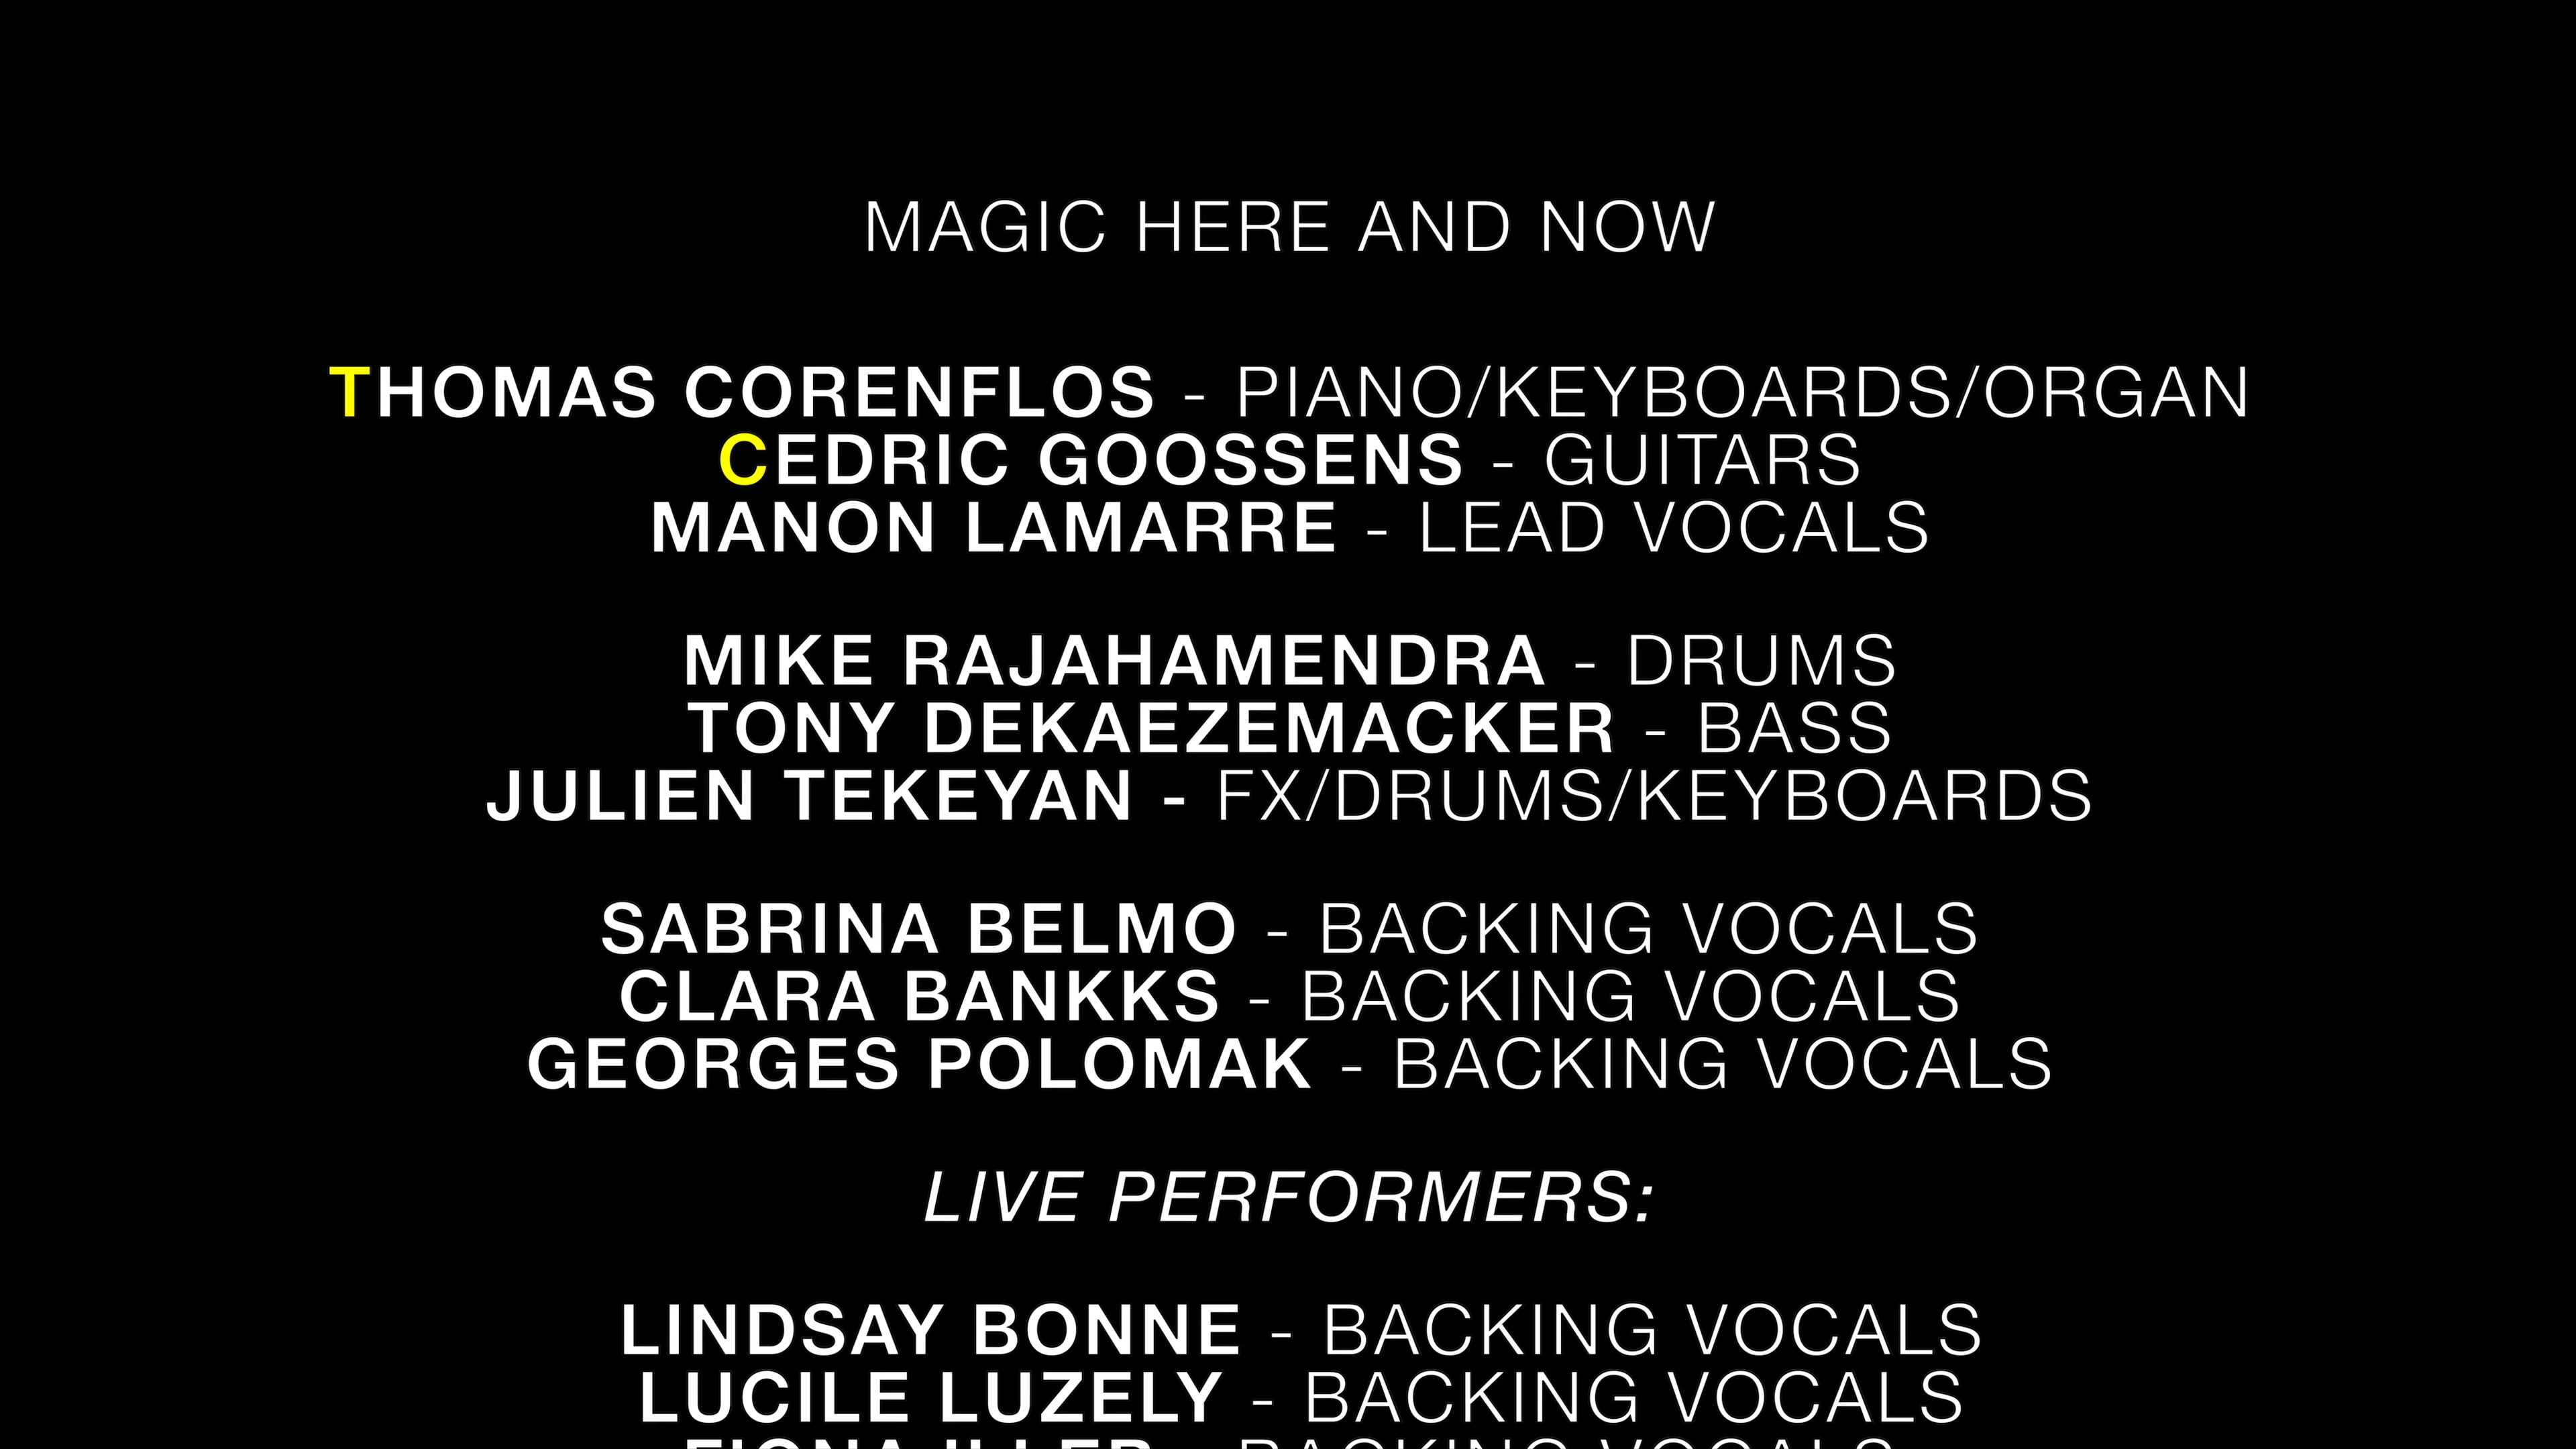 MAGIC HERE AND NOW
THOMAS CORENFLOS - PIANO/KEYBOARDS/ORGAN
CEDRIC GOOSSENS - GUITARS
MANON LAMARRE - LEAD VOCALS
MIKE RAJAHAMENDRA - DRUMS
TONY DEKAEZEMACKER - BASS
JULIEN TEKEYAN - FX/DRUMS/KEYBOARDS
SABRINA BELMO - BACKING VOCALS
CLARA BANKKS - BACKING VOCALS
GEORGES POLOMAK - BACKING VOCALS
LIVE PERFORMERS:
LINDSAY BONNE - BACKING VOCALS
LUCILE LUZELY - BACKING VOCALS
- BACKING VOCALS